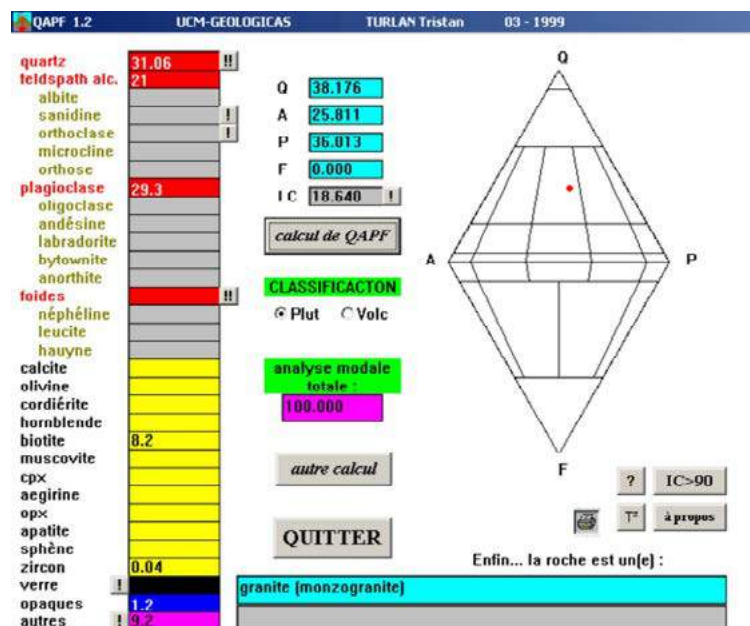 QAPF 1.2 UCM-GEOLOGICAS TURLAN Tristan 03 - 1999
quartz 31.06 !!
feldspath alc. 21
albite
sanidine !
orthoclase !
microcline
orthose
plagioclase 29.3
oligoclase
andésine
labradorite
bytownite
anorthite
foides !!
néphéline
leucite
hauyne
calcite
olivine
cordiérite
hornblende
biotite 8.2
muscovite
cpx
aegirine
opx
apatite
sphène
zircon 0.04
verre !
opaques 1.2
autres ! 9.2
Q 38.176
A 25.811
P 36.013
F 0.000
I C 18.640 !
calcul de QAPF
CLASSIFICACTON
Plut Volc
analyse modale
totale :
100.000
autre calcul
QUITTER
Q
A
P
F
? IC>90
T° à propos
Enfin... la roche est un(e) :
granite (monzogranite)